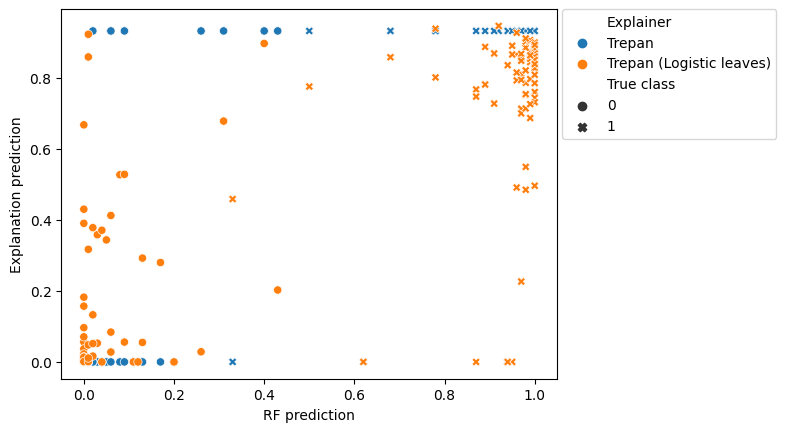 Explainer
Trepan
Trepan (Logistic leaves)
True class
0
1
Explanation prediction
0.8
0.6
0.4
0.2
0.0
0.0 0.2 0.4 0.6 0.8 1.0
RF prediction